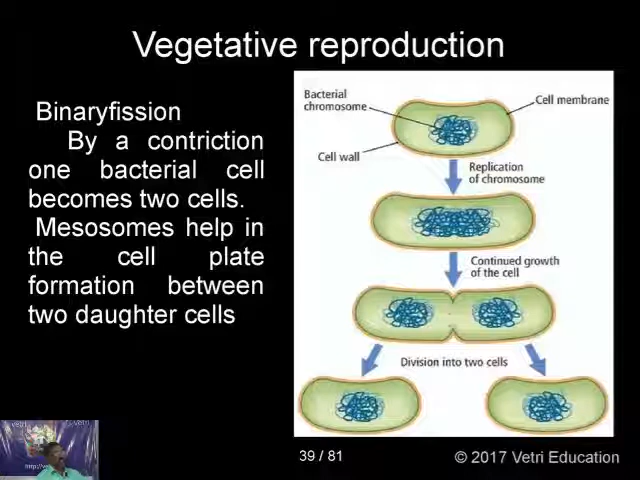 Vegetative reproduction
Binaryfission
By a contriction
one bacterial cell
becomes two cells.
Mesosomes help in
the cell plate
formation between
two daughter cells
Bacterial
chromosome
Cell membrane
Cell wall
Replication
of chromosome
Continued growth
of the cell
Division into two cells
39 / 81
© 2017 Vetri Education